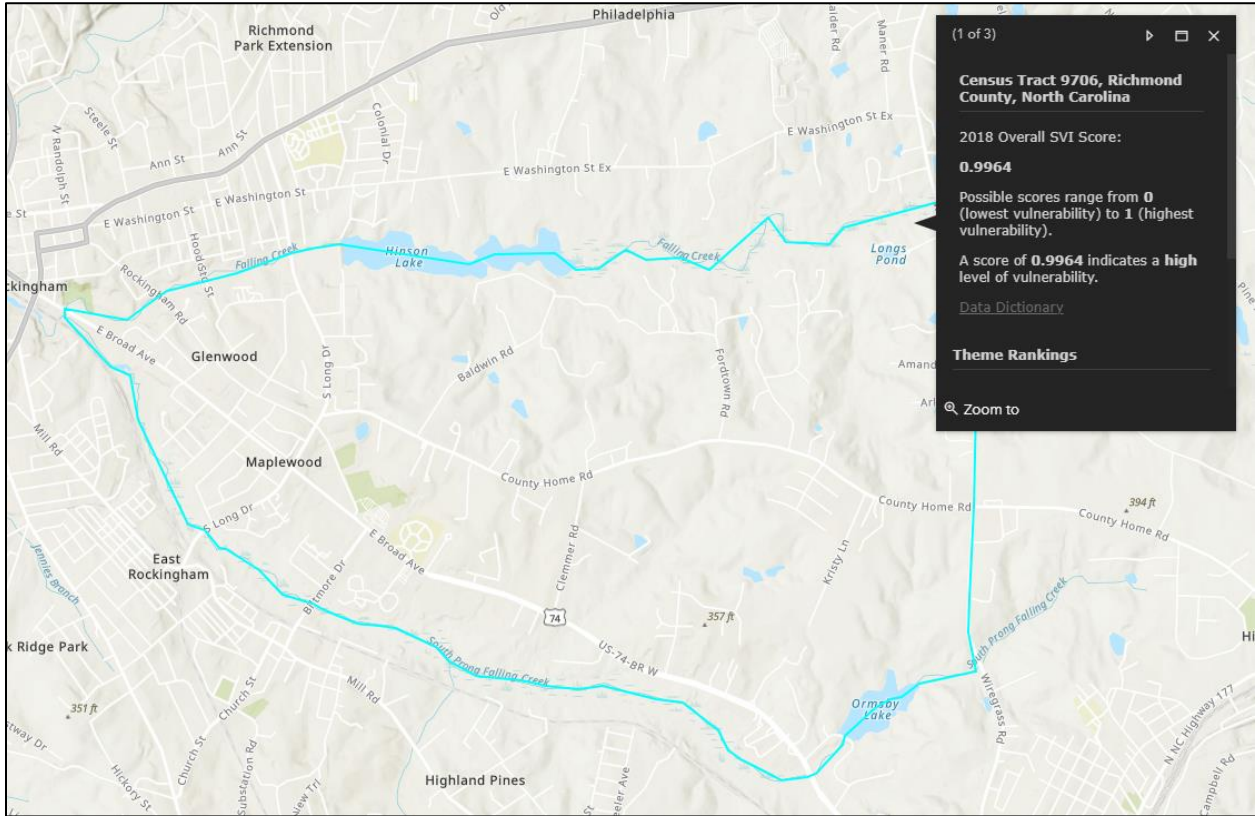 Philadelphia
Richmond
Park Extension
Old
Maner Rd
Steele St
N Randolph St
Ann St
Ann St
Colonial Dr
E Washington St Ex
E Washington St Ex
E Washington St
E Washington St
Hood St
Falling Creek
Hinson
Lake
Falling Creek
Longs
Pond
Rockingham Rd
E Broad Ave
Glenwood
S Long Dr
Baldwin Rd
Fordtown Rd
Mill Rd
Maplewood
County Home Rd
County Home Rd
394 ft
County Home Rd
S Long Dr
E Broad Ave
East
Rockingham
Jennies Branch
Biltmore Dr
Clemmer Rd
Kristy Ln
74
357 ft
South Prong Falling Creek
k Ridge Park
Hi
South Prong Falling Creek
US-74-BR W
Mill Rd
Church St
351 ft
Ormsby
Lake
Wiregrass Rd
N NC Highway 177
Church St
Hickory St
Substation Rd
Highland Pines
Campbell Rd
(1 of 3)
Census Tract 9706, Richmond
County, North Carolina
2018 Overall SVI Score:
0.9964
Possible scores range from 0
(lowest vulnerability) to 1 (highest
vulnerability).
A score of 0.9964 indicates a high
level of vulnerability.
Data Dictionary
Theme Rankings
Zoom to